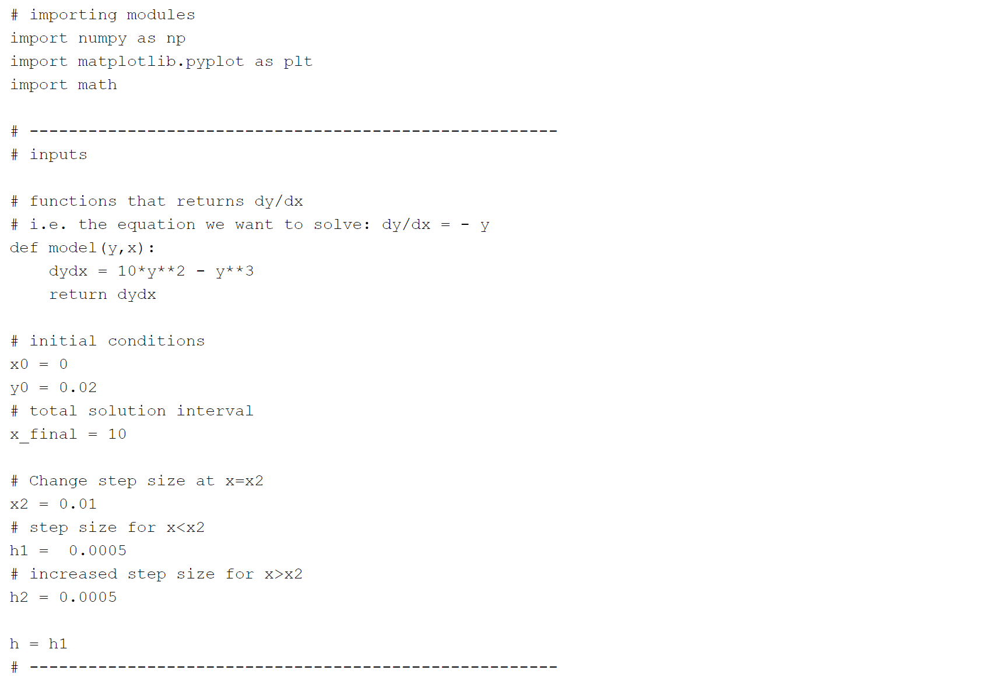 # importing modules
import numpy as np
import matplotlib.pyplot as plt
import math
# ------------------------------------------------------
# inputs
# functions that returns dy/dx
# i.e. the equation we want to solve: dy/dx = - y
def model(y,x):
    dydx = 10*y**2 - y**3
    return dydx
# initial conditions
x0 = 0
y0 = 0.02
# total solution interval
x_final = 10
# Change step size at x=x2
x2 = 0.01
# step size for x<x2
h1 =  0.0005
# increased step size for x>x2
h2 = 0.0005
h = h1
# ------------------------------------------------------